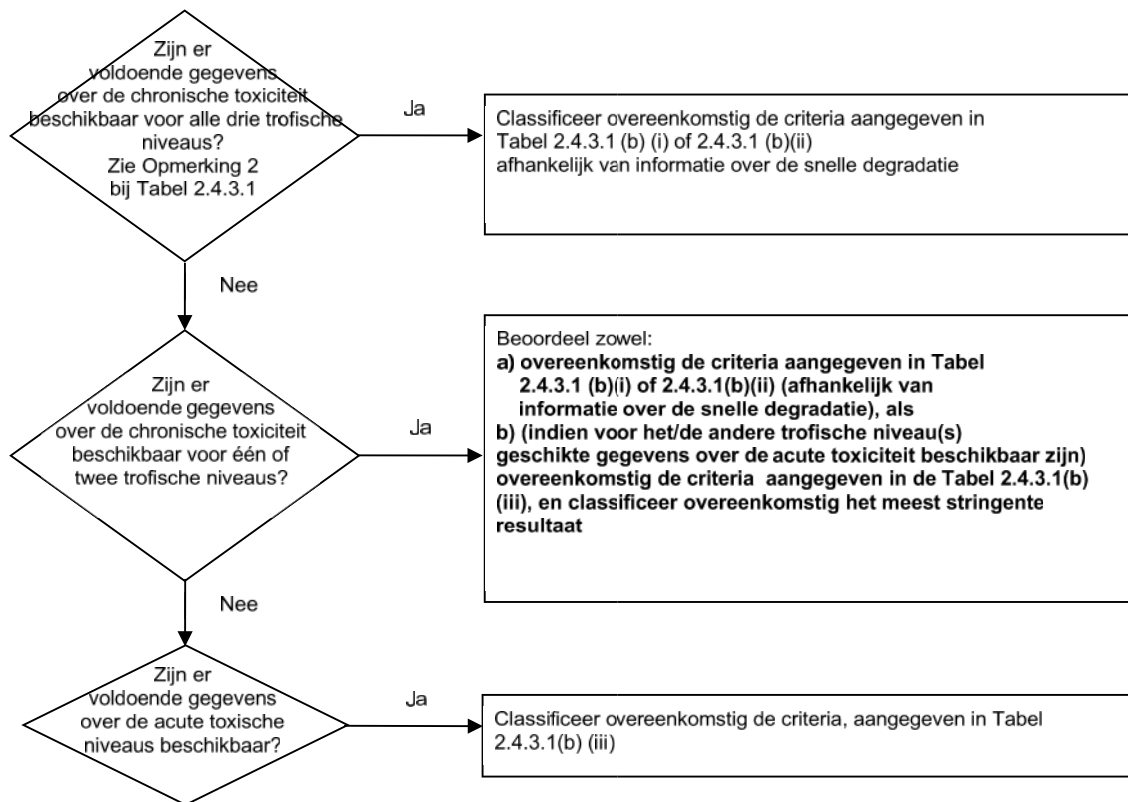 Zijn er
voldoende gegevens
over de chronische toxiciteit
beschikbaar voor alle drie trofische
niveaus?
Zie Opmerking 2
bij Tabel 2.4.3.1
Ja
Classificeer overeenkomstig de criteria aangegeven in
Tabel 2.4.3.1 (b) (i) of 2.4.3.1 (b)(ii)
afhankelijk van informatie over de snelle degradatie
Nee
Zijn er
voldoende gegevens
over de chronische toxiciteit
beschikbaar voor één of
twee trofische niveaus?
Ja
Beoordeel zowel:
a) overeenkomstig de criteria aangegeven in Tabel
2.4.3.1 (b)(i) of 2.4.3.1(b)(ii) (afhankelijk van
informatie over de snelle degradatie), als
b) (indien voor het/de andere trofische niveau(s)
geschikte gegevens over de acute toxiciteit beschikbaar zijn)
overeenkomstig de criteria aangegeven in de Tabel 2.4.3.1(b)
(iii), en classificeer overeenkomstig het meest stringente
resultaat
Nee
Zijn er
voldoende gegevens
over de acute toxische
niveaus beschikbaar?
Ja
Classificeer overeenkomstig de criteria, aangegeven in Tabel
2.4.3.1(b) (iii)